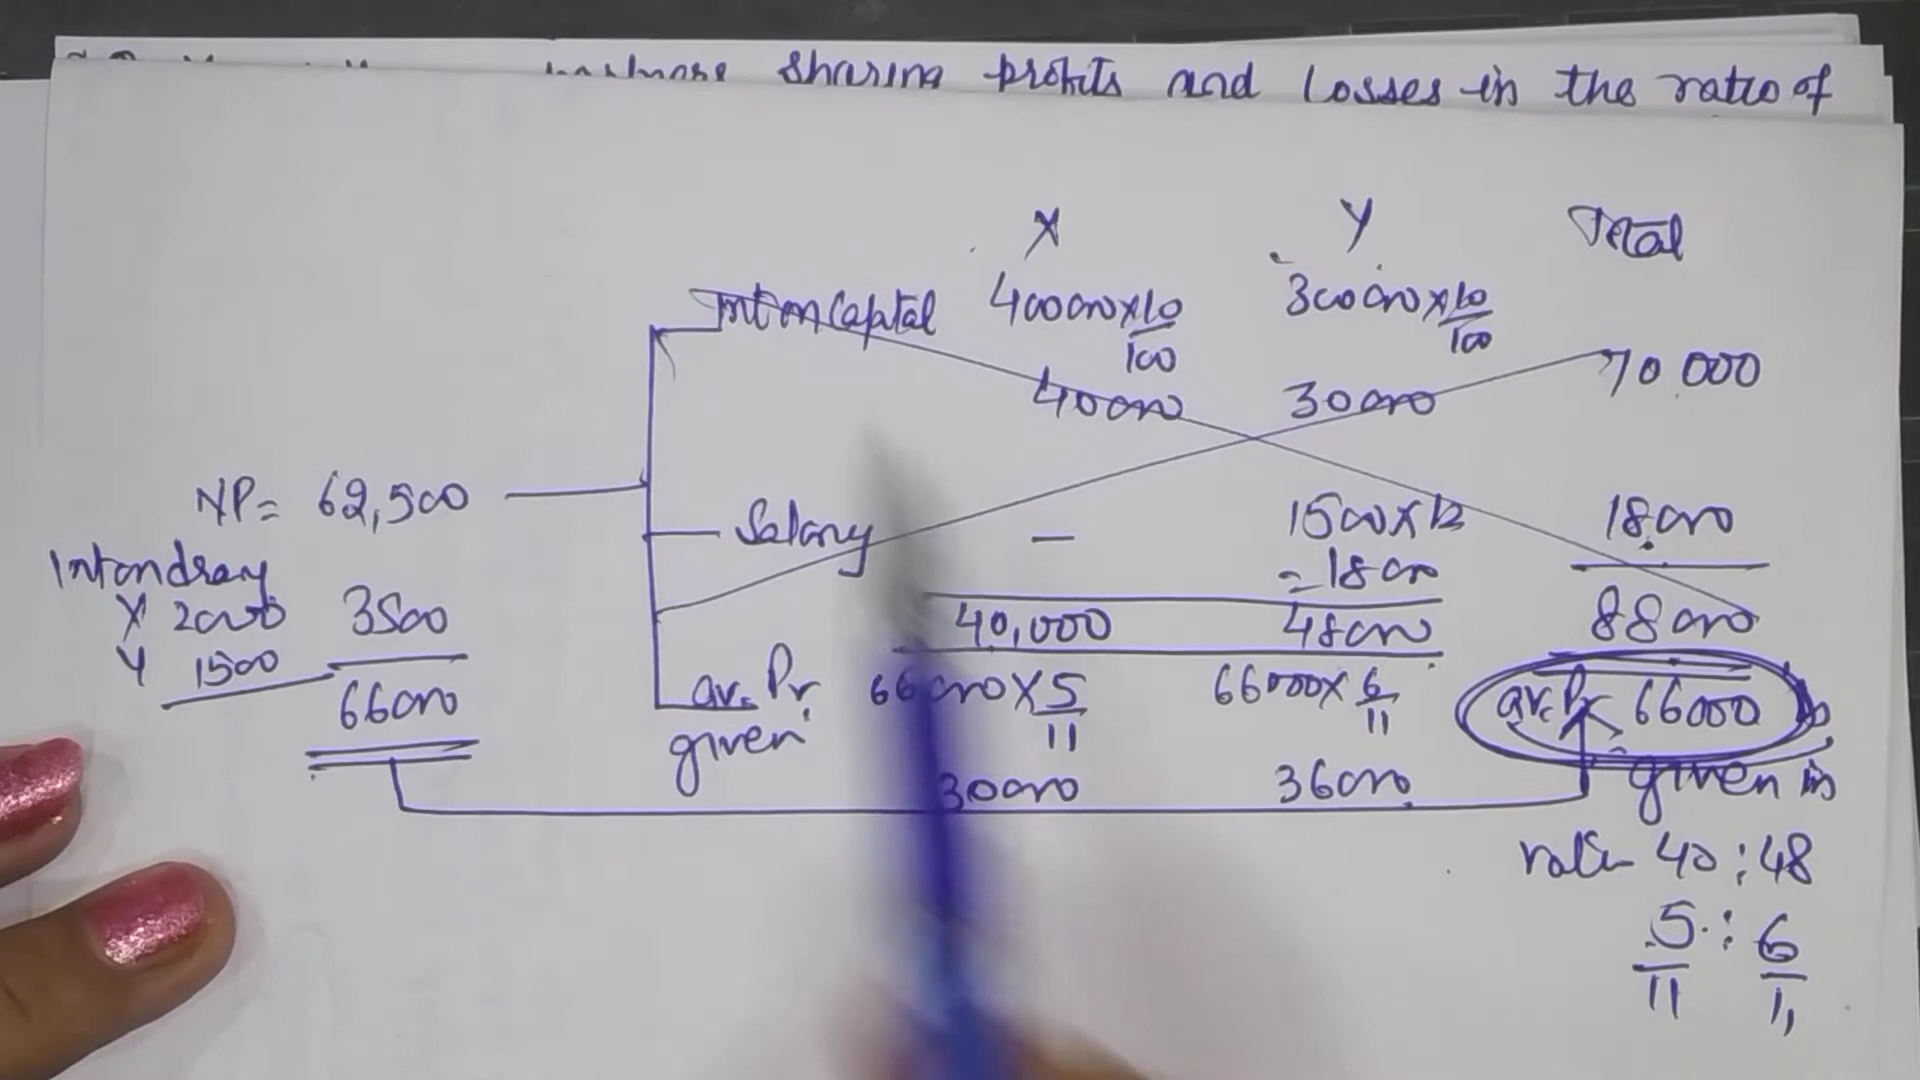 sharing profits and losses in the ratio of
X Y Total
Int on Capital 400000×10/100 300000×10/100
40000 30000 70000
NP= 62,500
Salary — 1500×12 18000
=18000
Int on draw
X 2000 3500
Y 1500
40,000 48000 88000
66000
av. Pr 66000×5/11 66000×6/11 av. Pr 66000
given
30000 36000 given in
ratio 40:48
5/11 : 6/11